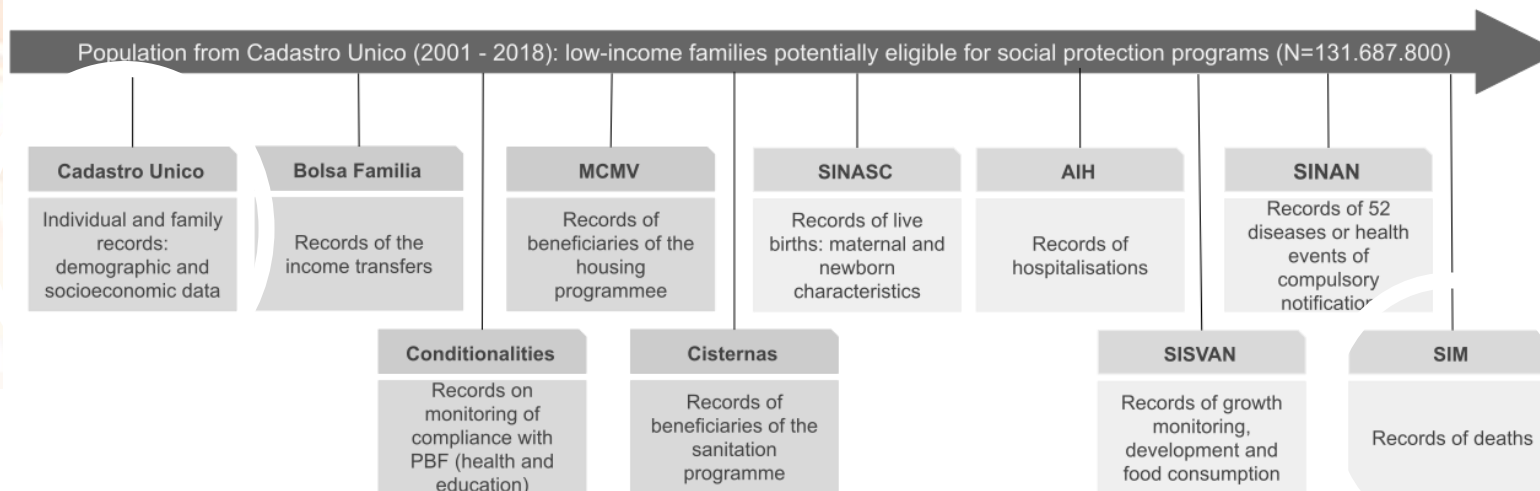 Population from Cadastro Unico (2001 - 2018): low-income families potentially eligible for social protection programs (N=131.687.800)
Cadastro Unico
Individual and family
records:
demographic and
socioeconomic data
Bolsa Familia
Records of the
income transfers
MCMV
Records of
beneficiaries of the
housing
programmee
SINASC
Records of live
births: maternal and
newborn
characteristics
AIH
Records of
hospitalisations
SINAN
Records of 52
diseases or health
events of
compulsory
notification
Conditionalities
Records on
monitoring of
compliance with
PBF (health and
education)
Cisternas
Records of
beneficiaries of the
sanitation
programme
SISVAN
Records of growth
monitoring,
development and
food consumption
SIM
Records of deaths